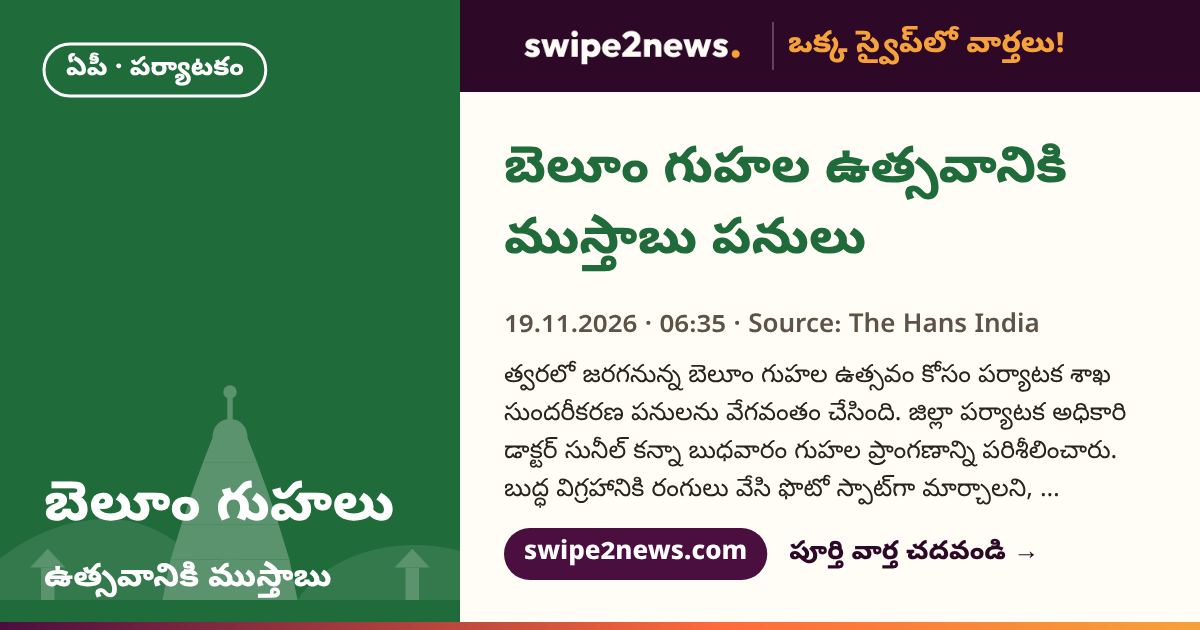 ఏపీ · పర్యాటకం
బెలూం గుహలు
ఉత్సవానికి ముస్తాబు
swipe2news.
ఒక్క స్వైప్‌లో వార్తలు!
బెలూం గుహల ఉత్సవానికి
ముస్తాబు పనులు
19.11.2026 · 06:35 · Source: The Hans India
త్వరలో జరగనున్న బెలూం గుహల ఉత్సవం కోసం పర్యాటక శాఖ
సుందరీకరణ పనులను వేగవంతం చేసింది. జిల్లా పర్యాటక అధికారి
డాక్టర్ సునీల్ కన్నా బుధవారం గుహల ప్రాంగణాన్ని పరిశీలించారు.
బుద్ధ విగ్రహానికి రంగులు వేసి ఫొటో స్పాట్‌గా మార్చాలని, ...
swipe2news.com
పూర్తి వార్త చదవండి →